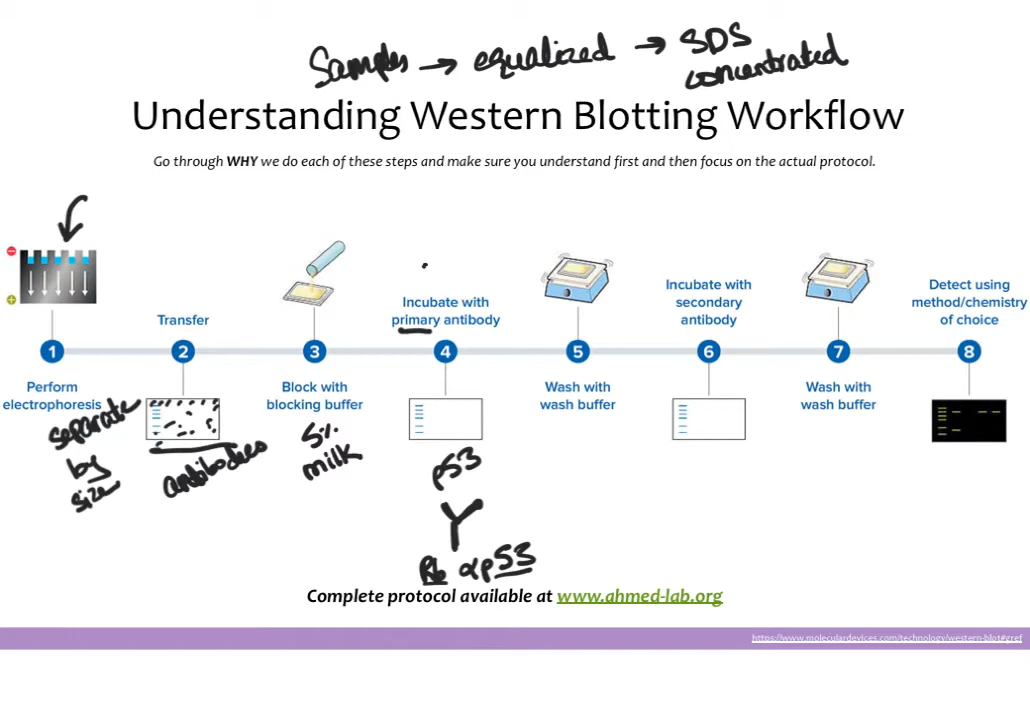 Samples → equalized → SDS
concentrated
Understanding Western Blotting Workflow
Go through WHY we do each of these steps and make sure you understand first and then focus on the actual protocol.
1
Perform
electrophoresis
separate
by
size
Transfer
2
antibodies
3
Block with
blocking buffer
5%
milk
Incubate with
primary antibody
4
p53
Rb αp53
5
Wash with
wash buffer
Incubate with
secondary
antibody
6
7
Wash with
wash buffer
Detect using
method/chemistry
of choice
8
Complete protocol available at www.ahmed-lab.org
https://www.moleculardevices.com/technology/western-blot#gref